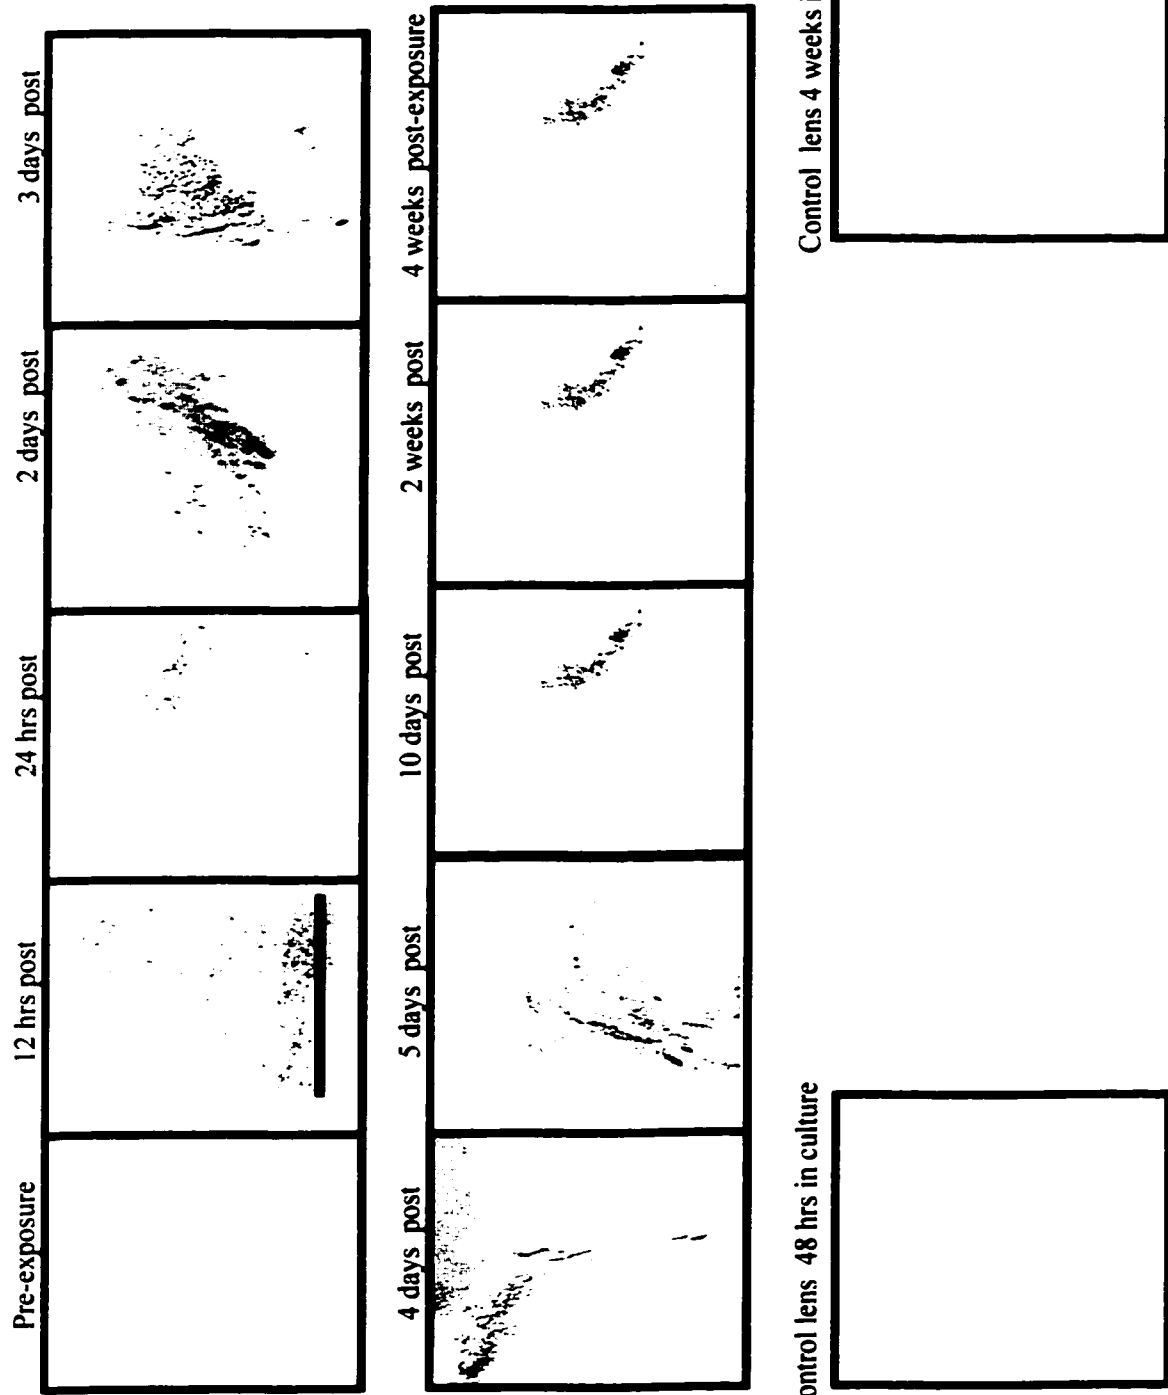 Pre-exposure
12 hrs post
24 hrs post
2 days post
3 days post
4 days post
5 days post
10 days post
2 weeks post
4 weeks post-exposure
ontrol lens 48 hrs in culture
Control lens 4 weeks i